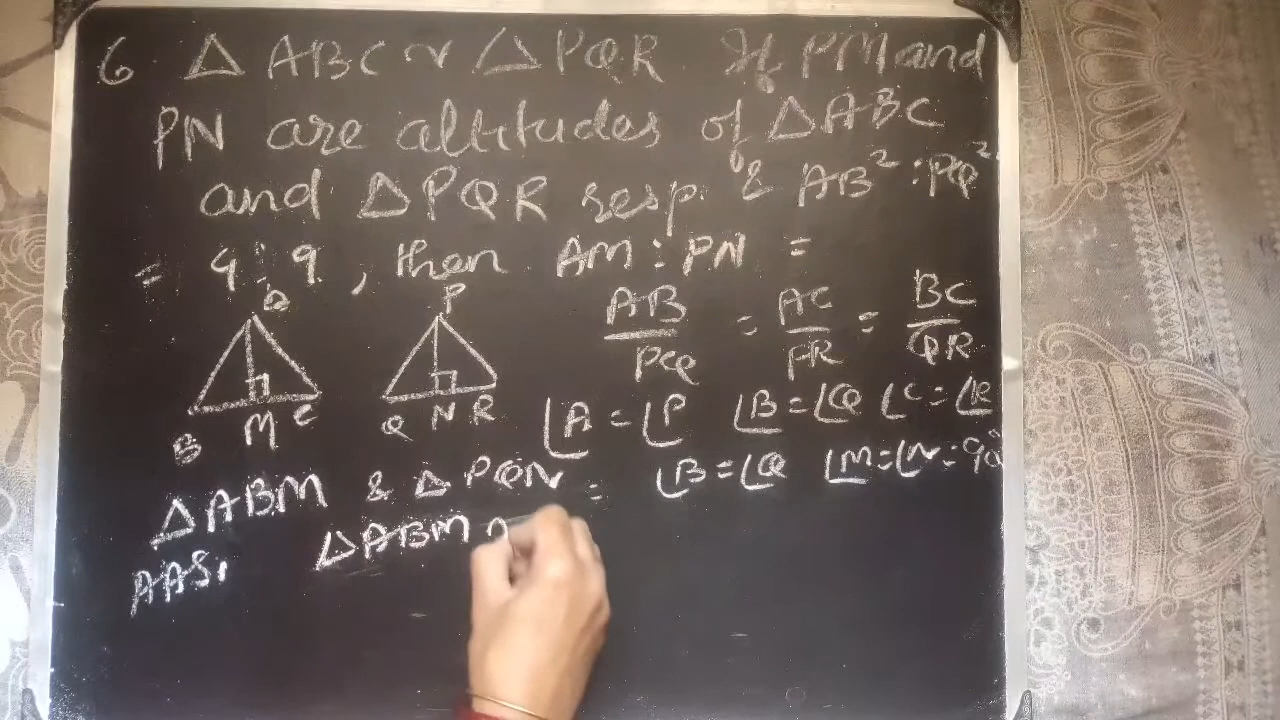 6 △ABC ~ △PQR. If PM and
PN are altitudes of △ABC
and △PQR resp. & AB² : PQ²
= 4 : 9, then AM : PN =
P
AB/PQ = AC/PR = BC/QR
B M C
Q N R
∠A = ∠P ∠B = ∠Q ∠C = ∠R
△ABM & △PQN = ∠B = ∠Q ∠M = ∠N = 90°
AAS, △ABM ~